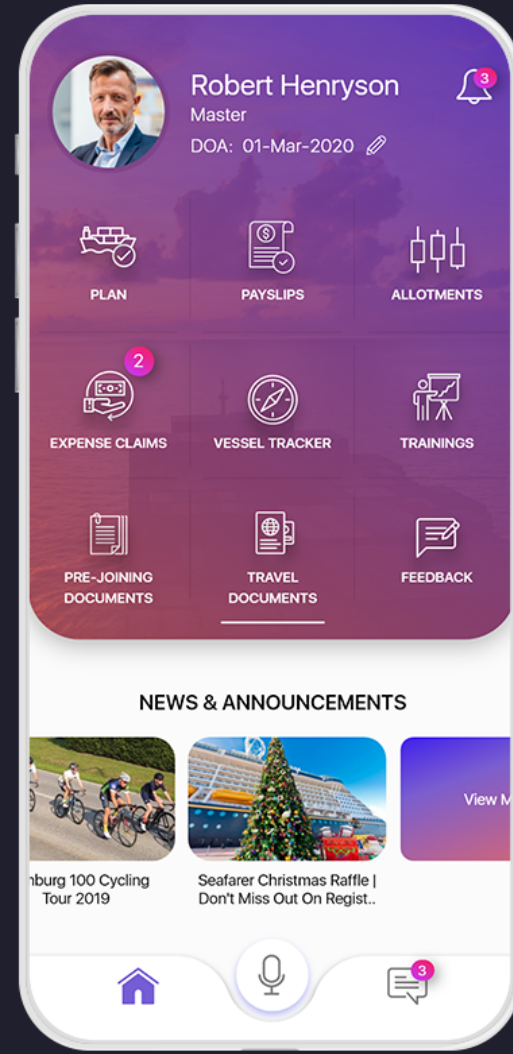 Robert Henryson
3
Master
DOA: 01-Mar-2020
PLAN
PAYSLIPS
ALLOTMENTS
2
EXPENSE CLAIMS
VESSEL TRACKER
TRAININGS
PRE-JOINING
DOCUMENTS
TRAVEL
DOCUMENTS
FEEDBACK
NEWS & ANNOUNCEMENTS
View M
nburg 100 Cycling
Tour 2019
Seafarer Christmas Raffle |
Don't Miss Out On Regist..
3